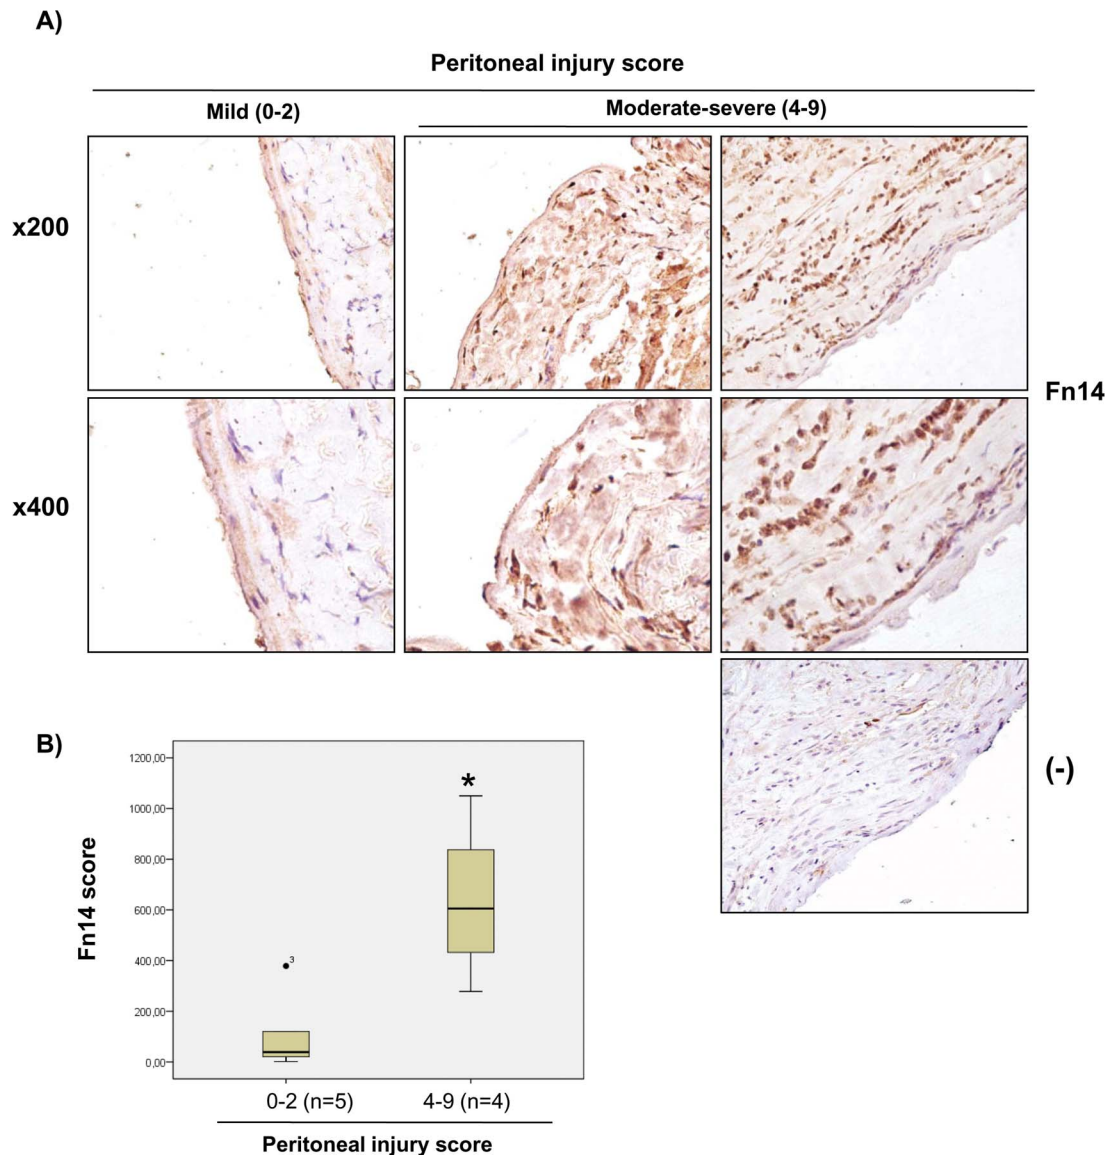 A)
Peritoneal injury score
Mild (0-2)
Moderate-severe (4-9)
x200
Fn14
x400
(-)
B)
Fn14 score
1200,00
1000,00
800,00
600,00
400,00
200,00
0,00
*
3
0-2 (n=5)
4-9 (n=4)
Peritoneal injury score